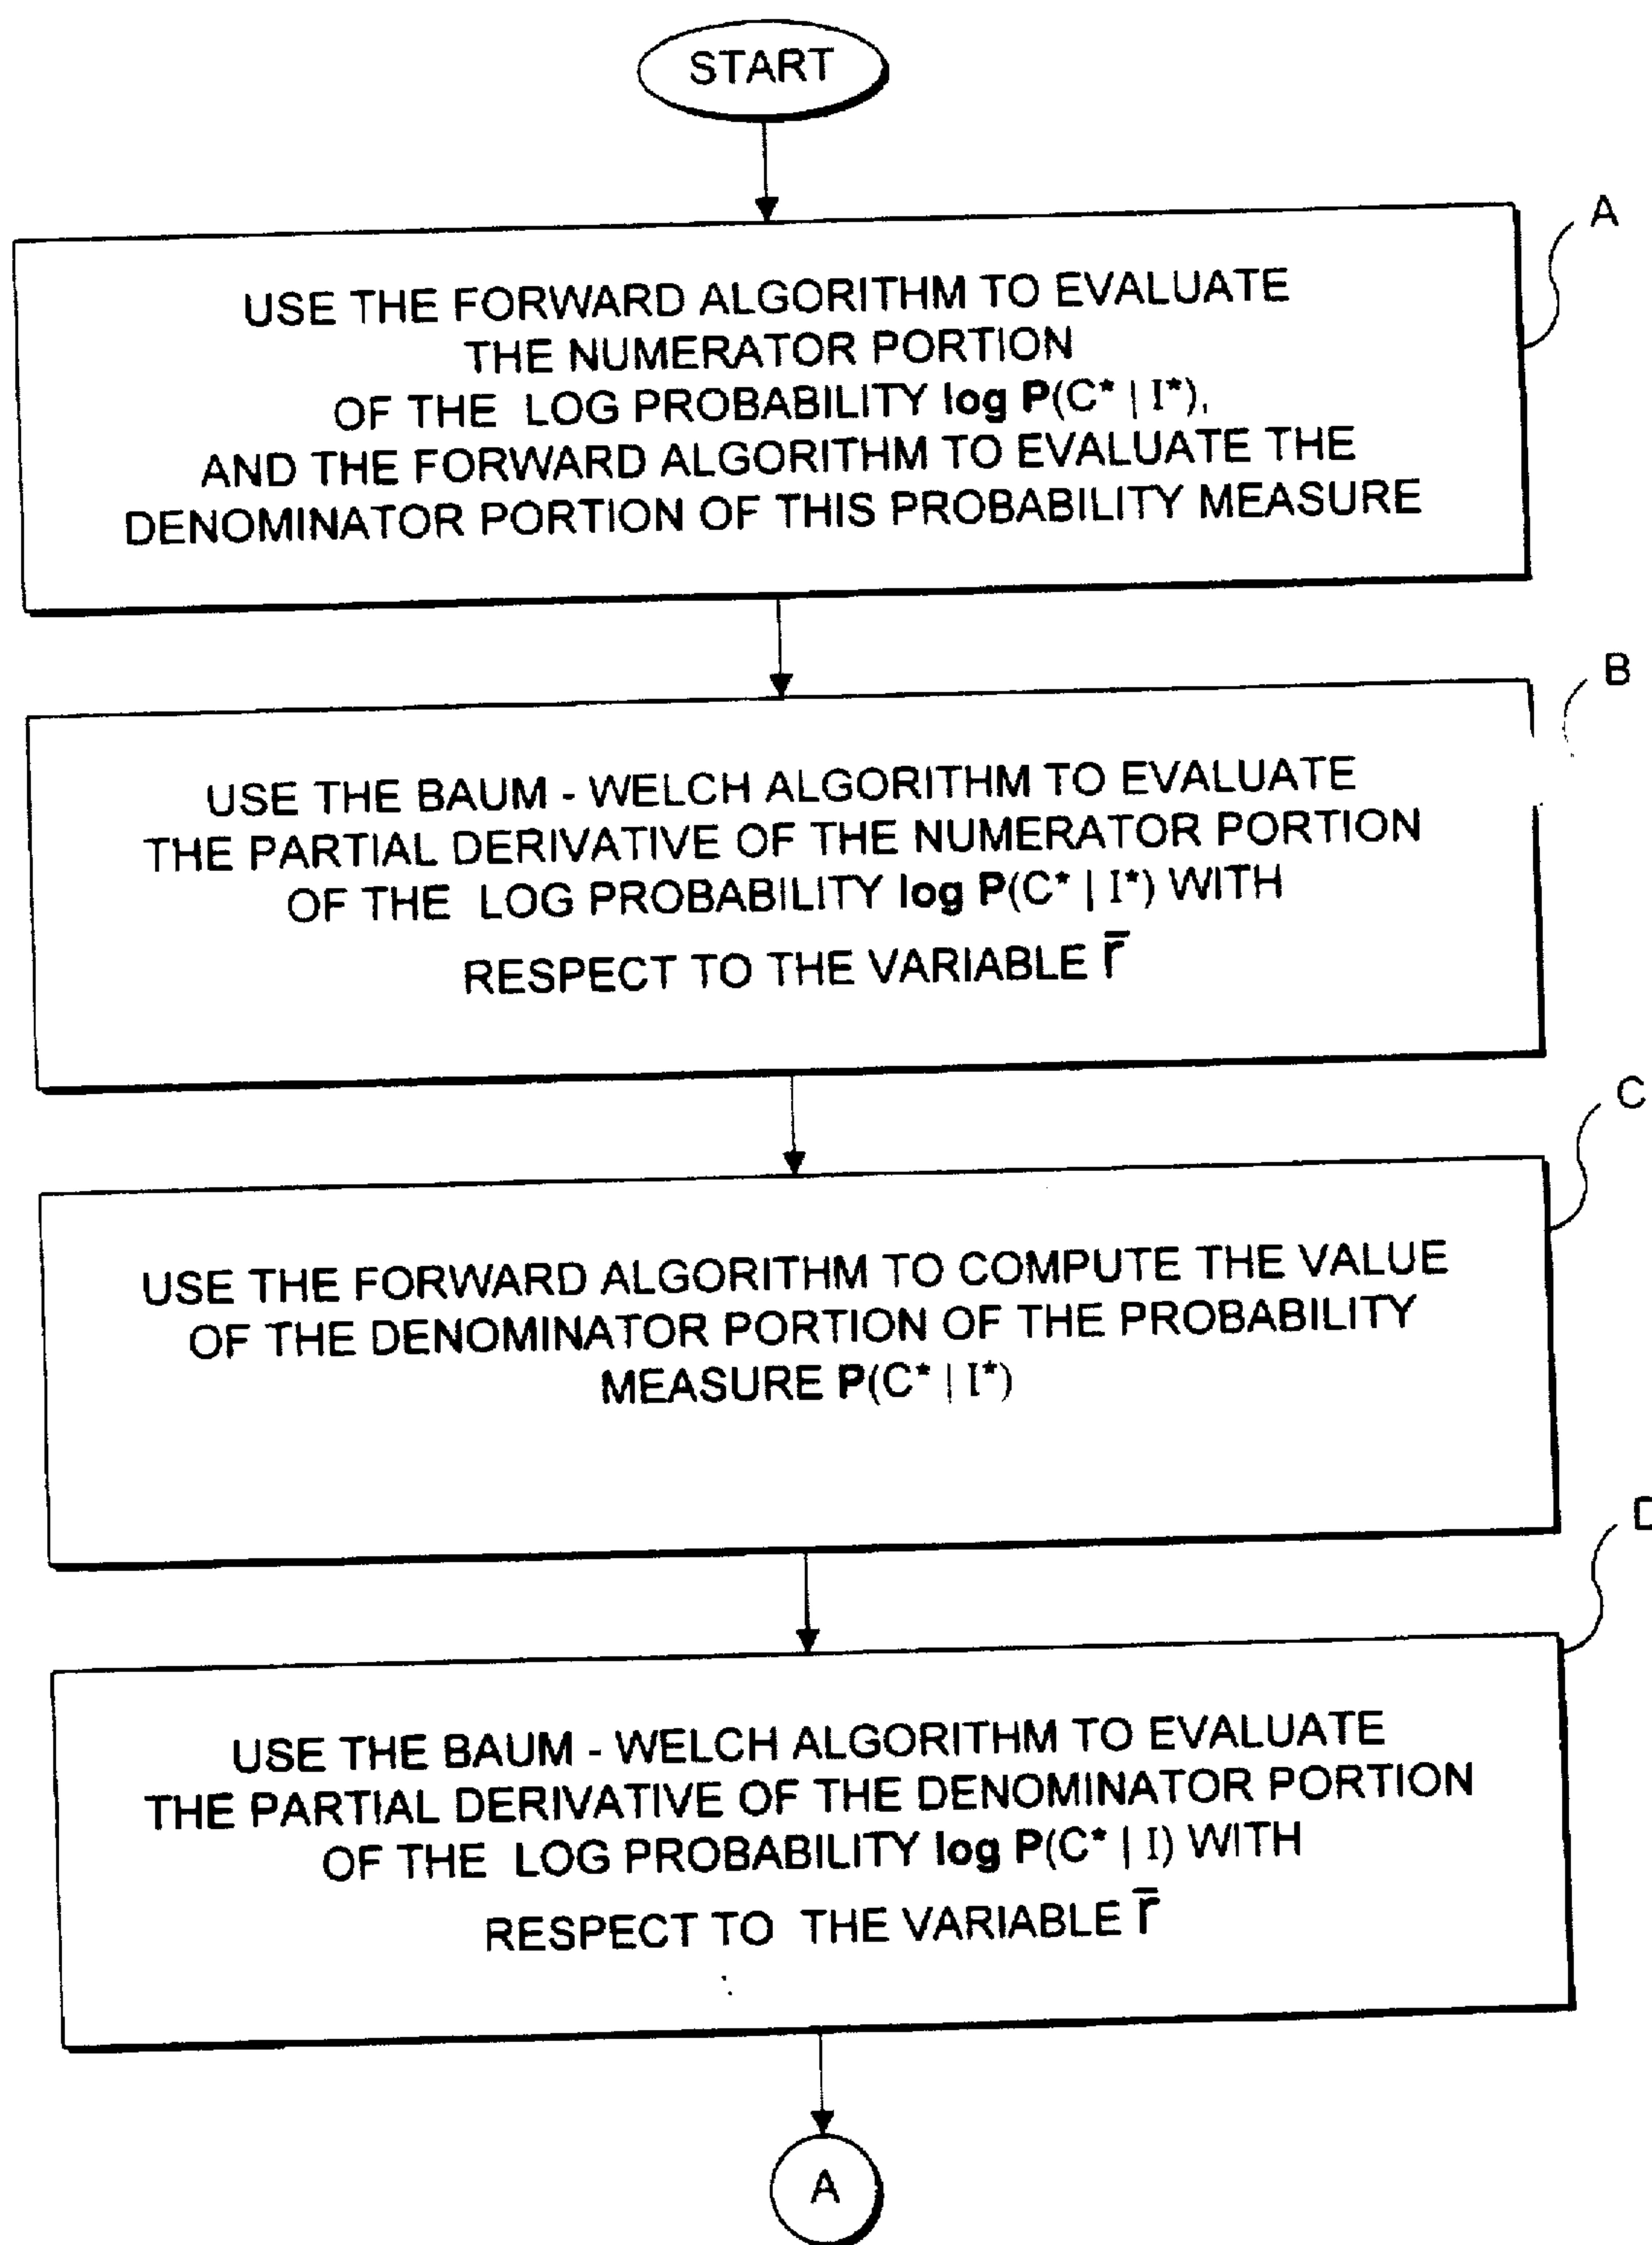 START
A
USE THE FORWARD ALGORITHM TO EVALUATE
THE NUMERATOR PORTION
OF THE LOG PROBABILITY log P(C* | I*),
AND THE FORWARD ALGORITHM TO EVALUATE THE
DENOMINATOR PORTION OF THIS PROBABILITY MEASURE
B
USE THE BAUM - WELCH ALGORITHM TO EVALUATE
THE PARTIAL DERIVATIVE OF THE NUMERATOR PORTION
OF THE LOG PROBABILITY log P(C* | I*) WITH
RESPECT TO THE VARIABLE r̅
C
USE THE FORWARD ALGORITHM TO COMPUTE THE VALUE
OF THE DENOMINATOR PORTION OF THE PROBABILITY
MEASURE P(C* | I*)
D
USE THE BAUM - WELCH ALGORITHM TO EVALUATE
THE PARTIAL DERIVATIVE OF THE DENOMINATOR PORTION
OF THE LOG PROBABILITY log P(C* | I) WITH
RESPECT TO THE VARIABLE r̅
A